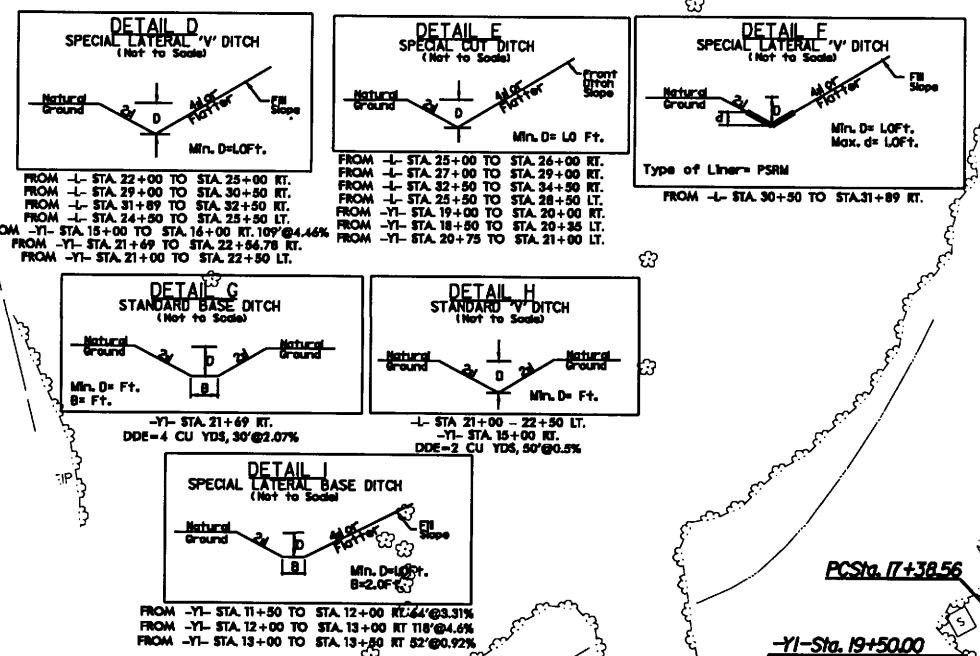 DETAIL D
SPECIAL LATERAL 'V' DITCH
(Not to Scale)
Natural
Ground
2:1
D
4:1 or
Flatter
Fill
Slope
Min. D=1.0Ft.
FROM -L- STA. 22+00 TO STA. 25+00 RT.
FROM -L- STA. 29+00 TO STA. 30+50 RT.
FROM -L- STA. 31+89 TO STA. 32+50 RT.
FROM -L- STA. 24+50 TO STA. 25+50 LT.
OM -Y1- STA. 15+00 TO STA. 16+00 RT. 109'@4.46%
FROM -Y1- STA. 21+69 TO STA. 22+56.78 RT.
FROM -Y1- STA. 21+00 TO STA. 22+50 LT.
DETAIL E
SPECIAL CUT DITCH
(Not to Scale)
Natural
Ground
2:1
D
4:1 or
Flatter
Front
Ditch
Slope
Min. D= 1.0 Ft.
FROM -L- STA. 25+00 TO STA. 26+00 RT.
FROM -L- STA. 27+00 TO STA. 29+00 RT.
FROM -L- STA. 32+50 TO STA. 34+50 RT.
FROM -L- STA. 25+50 TO STA. 28+50 LT.
FROM -Y1- STA. 19+00 TO STA. 20+00 RT.
FROM -Y1- STA. 18+50 TO STA. 20+35 LT.
FROM -Y1- STA. 20+75 TO STA. 21+00 LT.
DETAIL F
SPECIAL LATERAL 'V' DITCH
(Not to Scale)
Natural
Ground
2:1
d
D
4:1 or
Flatter
Fill
Slope
Min. D= 1.0Ft.
Max. d= 1.0Ft.
Type of Liner= PSRM
FROM -L- STA. 30+50 TO STA.31+89 RT.
DETAIL G
STANDARD BASE DITCH
(Not to Scale)
Natural
Ground
2:1
D
2:1
Natural
Ground
B
Min. D= Ft.
B= Ft.
-Y1- STA. 21+69 RT.
DDE=4 CU YDS, 30'@2.07%
DETAIL H
STANDARD 'V' DITCH
(Not to Scale)
Natural
Ground
2:1
D
2:1
Natural
Ground
Min. D= Ft.
-L- STA 21+00 - 22+50 LT.
-Y1- STA. 15+00 RT.
DDE=2 CU YDS, 50'@0.5%
EIP
DETAIL I
SPECIAL LATERAL BASE DITCH
(Not to Scale)
Natural
Ground
2:1
D
4:1 or
Flatter
Fill
Slope
B
Min. D=1.0Ft.
B=2.0Ft.
FROM -Y1- STA. 11+50 TO STA. 12+00 RT. 64'@3.31%
FROM -Y1- STA. 12+00 TO STA. 13+00 RT 118'@4.6%
FROM -Y1- STA. 13+00 TO STA. 13+50 RT 52'@0.92%
PCSta. 17+38.56
S
-Y1-Sta. 19+50.00